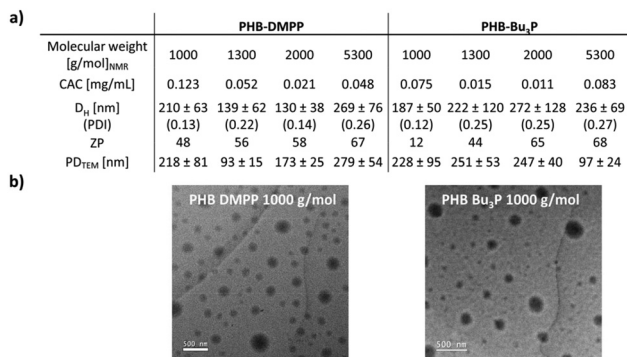 a)
PHB-DMPP PHB-Bu₃P
Molecular weight [g/mol]NMR 1000 1300 2000 5300 1000 1300 2000 5300
CAC [mg/mL] 0.123 0.052 0.021 0.048 0.075 0.015 0.011 0.083
DH [nm] 210 ± 63 139 ± 62 130 ± 38 269 ± 76 187 ± 50 222 ± 120 272 ± 128 236 ± 69
(PDI) (0.13) (0.22) (0.14) (0.26) (0.12) (0.25) (0.25) (0.27)
ZP 48 56 58 67 12 44 65 68
PDTEM [nm] 218 ± 81 93 ± 15 173 ± 25 279 ± 54 228 ± 95 251 ± 53 247 ± 40 97 ± 24
b)
PHB DMPP 1000 g/mol
500 nm
PHB Bu₃P 1000 g/mol
500 nm